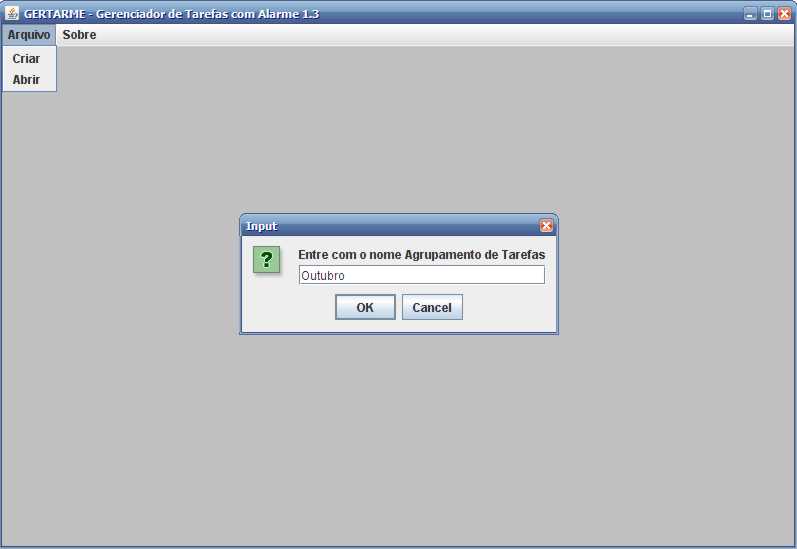 GERTARME - Gerenciador de Tarefas com Alarme 1.3
Arquivo Sobre
Criar
Abrir
Input
?
Entre com o nome Agrupamento de Tarefas
Outubro
OK Cancel